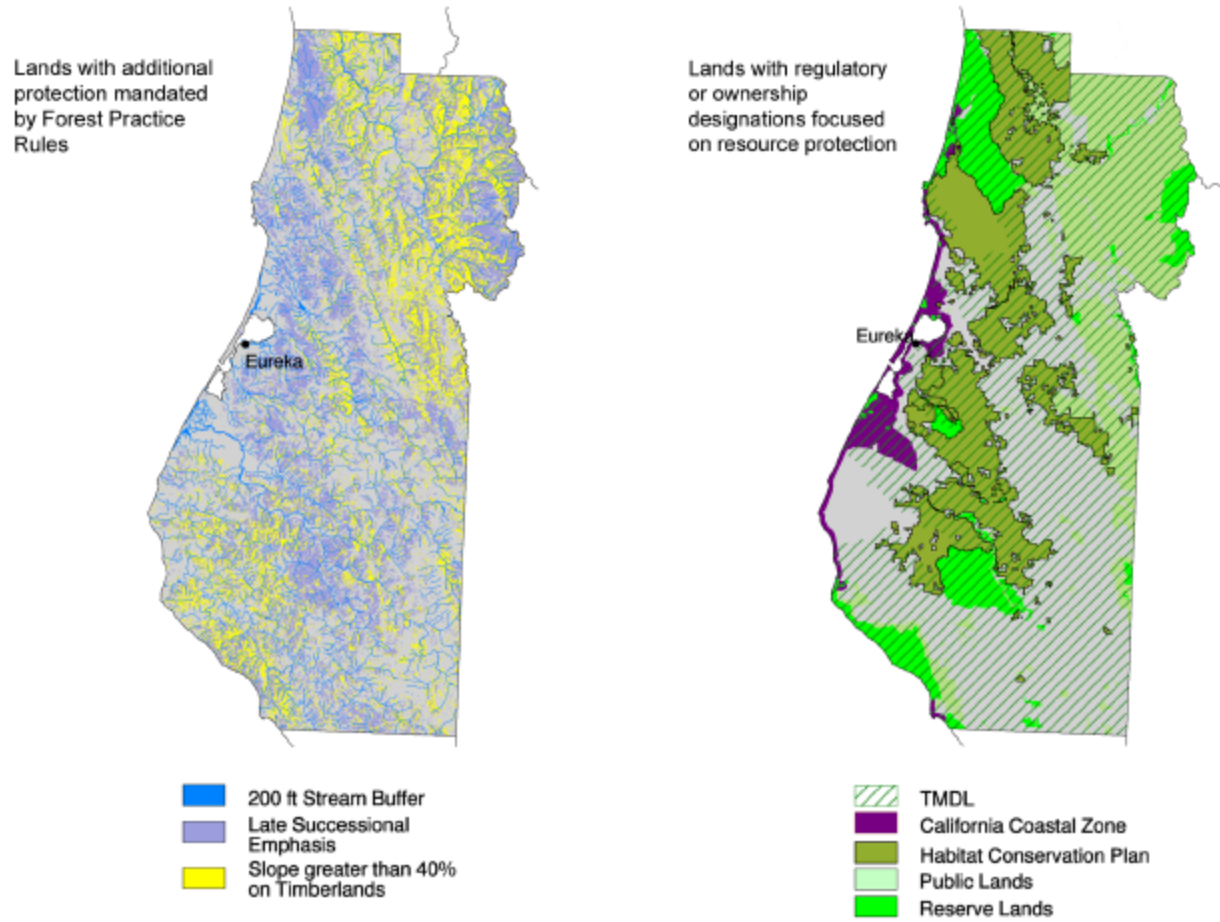 Lands with additional
protection mandated
by Forest Practice
Rules
Eureka
200 ft Stream Buffer
Late Successional
Emphasis
Slope greater than 40%
on Timberlands
Lands with regulatory
or ownership
designations focused
on resource protection
Eureka
TMDL
California Coastal Zone
Habitat Conservation Plan
Public Lands
Reserve Lands